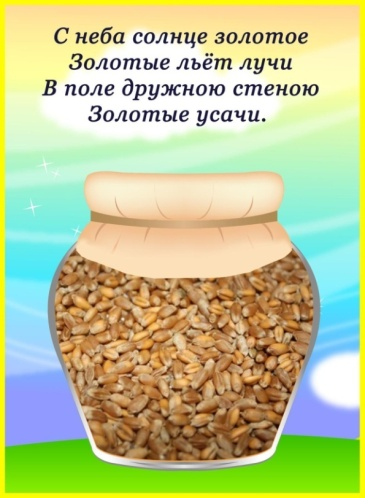 С неба солнце золотое
Золотые льёт лучи
В поле дружною стеною
Золотые усачи.